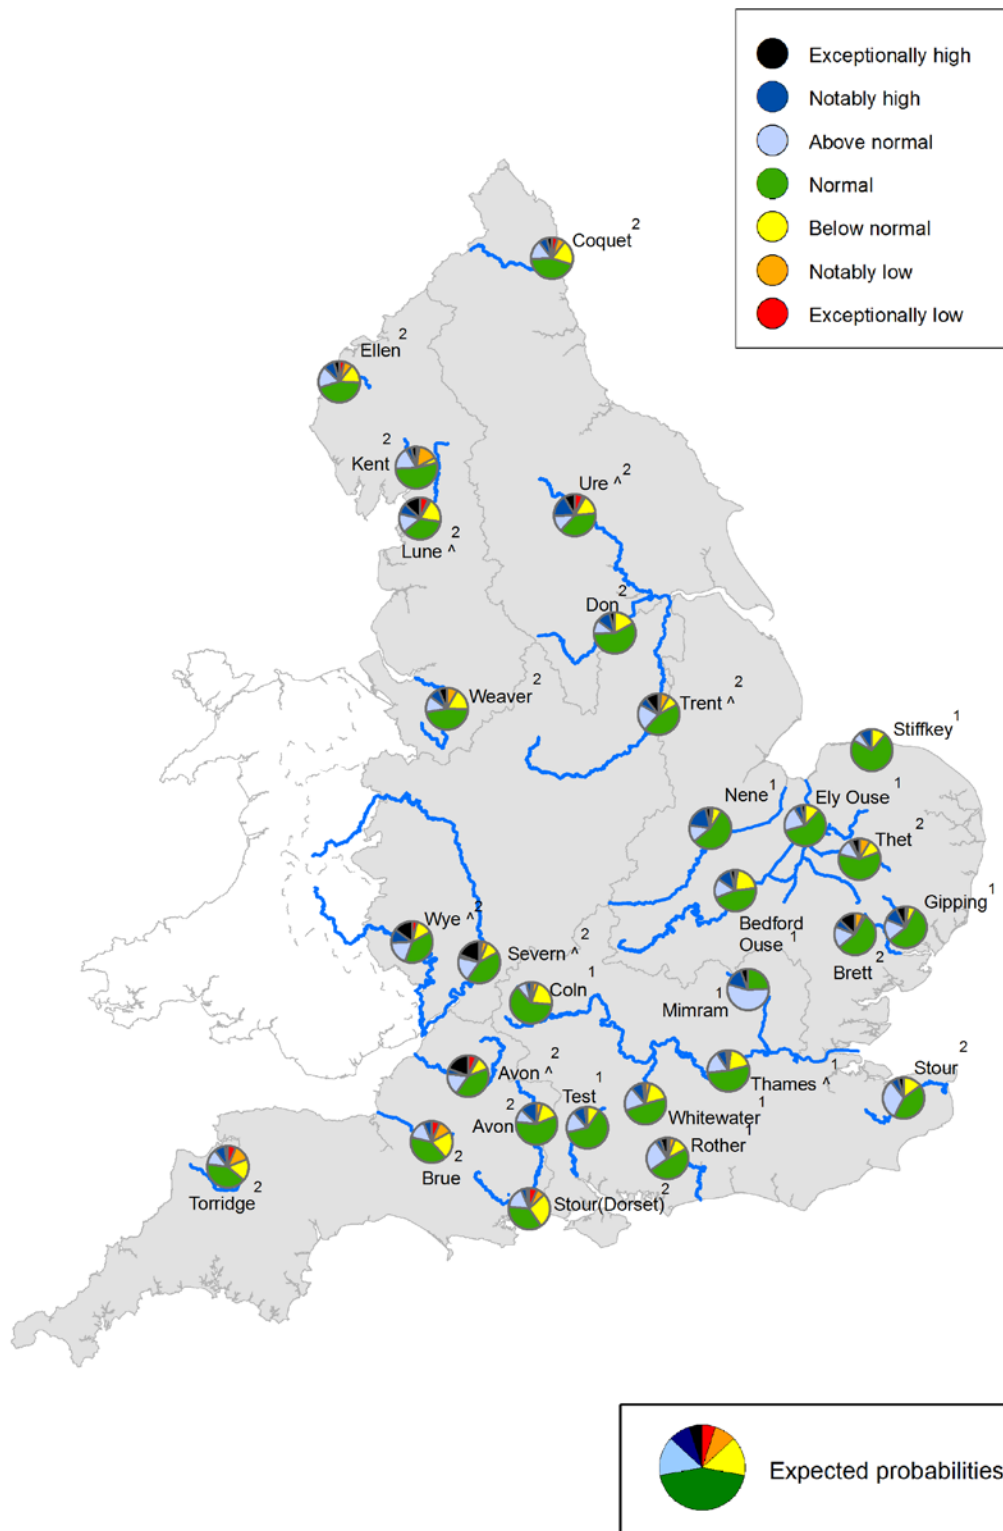 Exceptionally high
Notably high
Above normal
Normal
Below normal
Notably low
Exceptionally low
Coquet 2
Ellen 2
Kent 2
Lune ^ 2
Ure ^ 2
Don 2
Weaver 2
Trent ^ 2
Stiffkey 1
Nene 1
Ely Ouse 1
Thet 2
Gipping 1
Bedford
Ouse 1
Brett 2
Wye ^ 2
Severn ^ 2
Coln 1
Mimram 1
Avon ^ 2
Test 1
Thames ^ 1
Stour 2
Avon 2
Whitewater 1
Rother 1
Brue 2
Torridge 2
Stour(Dorset) 2
Expected probabilities